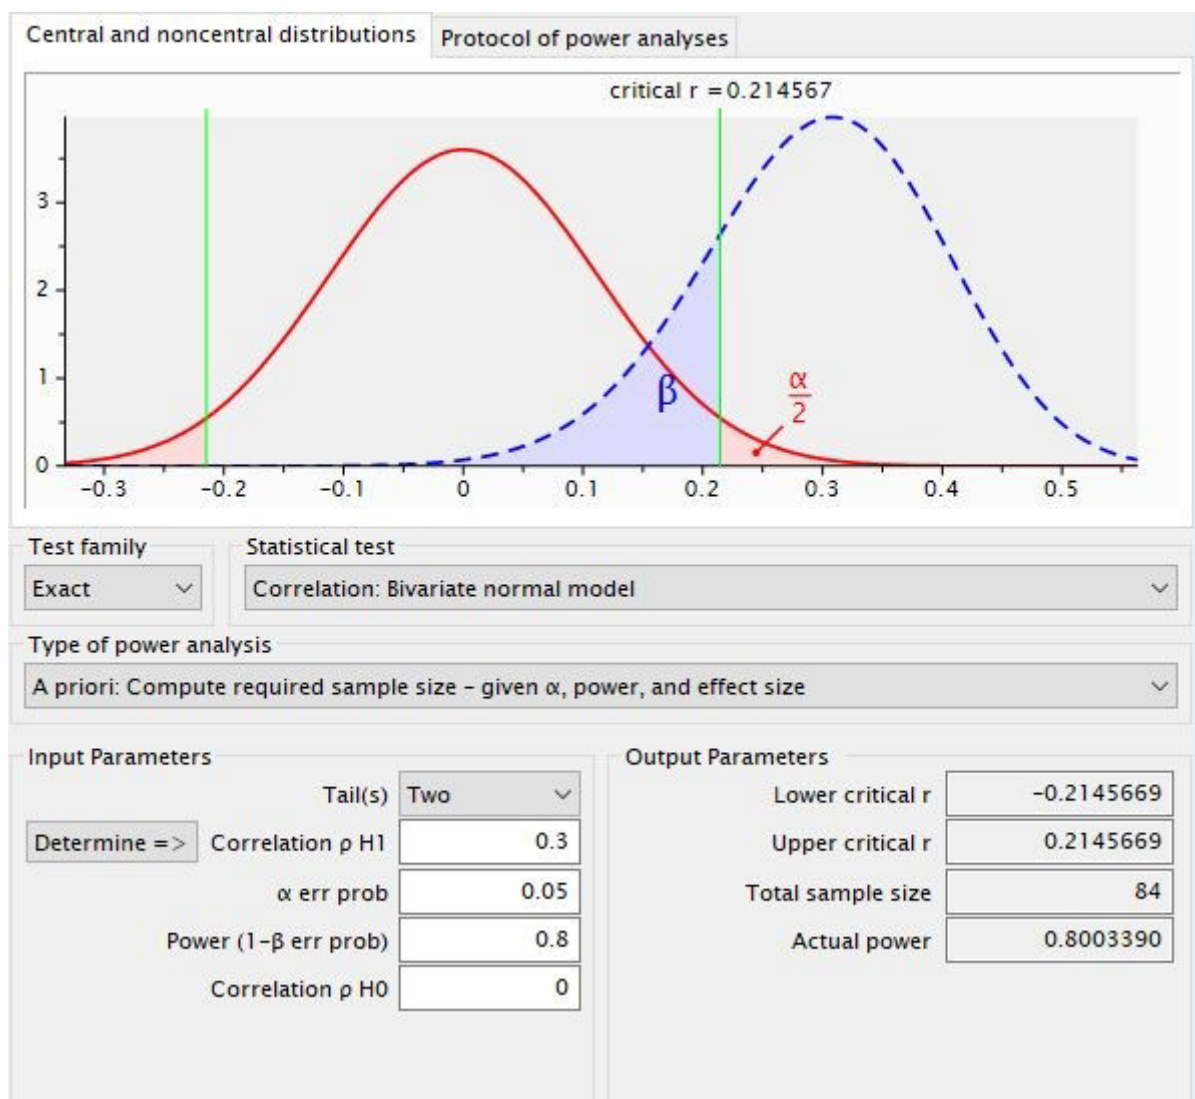 Central and noncentral distributions Protocol of power analyses
critical r = 0.214567
3
2
1
0
β
α
2
-0.3 -0.2 -0.1 0 0.1 0.2 0.3 0.4 0.5
Test family Statistical test
Exact Correlation: Bivariate normal model
Type of power analysis
A priori: Compute required sample size - given α, power, and effect size
Input Parameters Output Parameters
Tail(s) Two Lower critical r -0.2145669
Determine => Correlation ρ H1 0.3 Upper critical r 0.2145669
α err prob 0.05 Total sample size 84
Power (1-β err prob) 0.8 Actual power 0.8003390
Correlation ρ H0 0